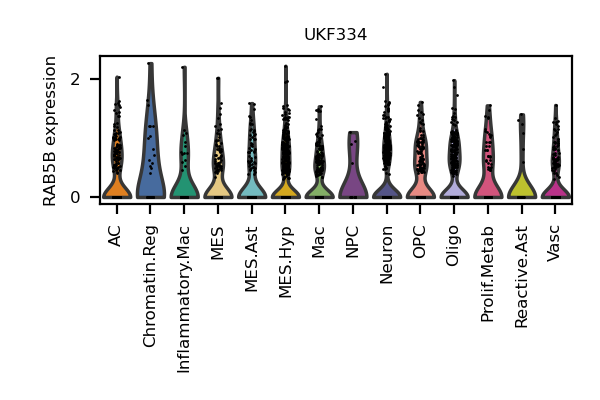 UKF334
RAB5B expression
2
0
AC
Chromatin.Reg
Inflammatory.Mac
MES
MES.Ast
MES.Hyp
Mac
NPC
Neuron
OPC
Oligo
Prolif.Metab
Reactive.Ast
Vasc